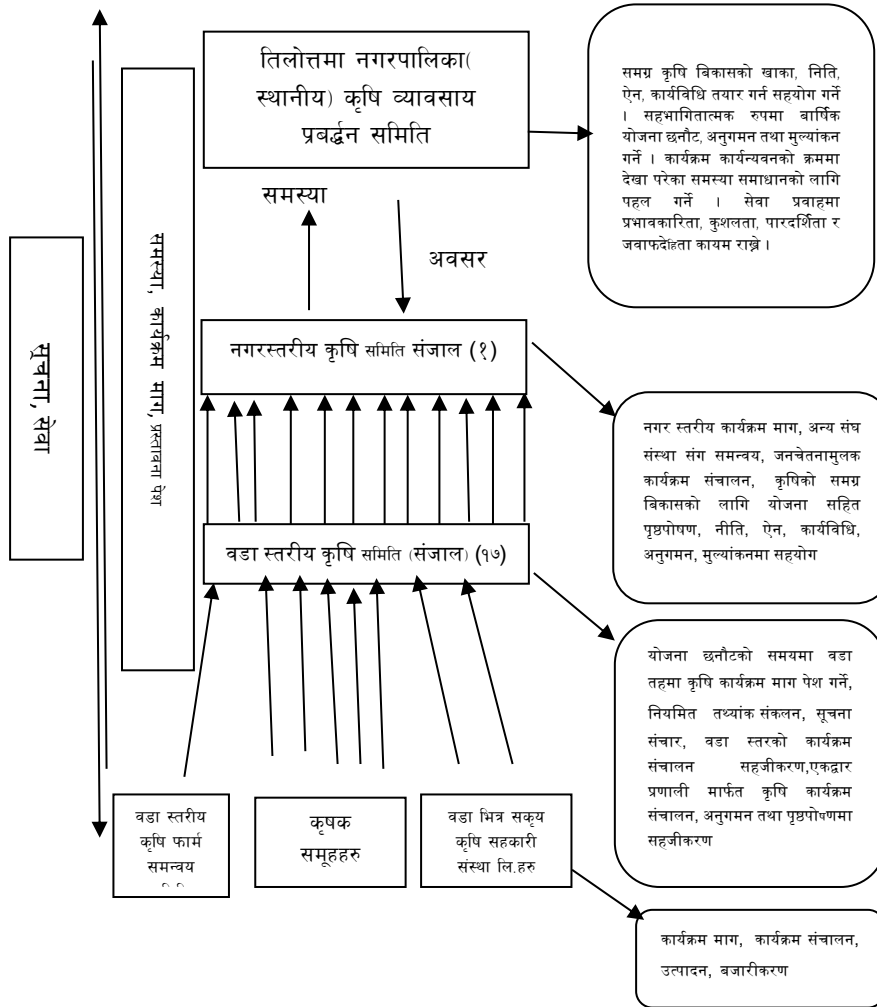 तिलोत्तमा नगरपालिका(
स्थानीय) कृषि व्यावसाय
प्रबर्द्धन समिति
समग्र कृषि बिकासको खाका, निति,
ऐन, कार्यविधि तयार गर्न सहयोग गर्ने
। सहभागितात्मक रुपमा बार्षिक
योजना छनौट, अनुगमन तथा मुल्यांकन
गर्ने । कार्यक्रम कार्यन्यवनको क्रममा
देखा परेका समस्या समाधानको लागि
पहल गर्ने । सेवा प्रवाहमा
प्रभावकारिता, कुशलता, पारदर्शिता र
जवाफदेहिता कायम राख्ने ।
समस्या
अवसर
सूचना, सेवा
समस्या, कार्यक्रम माग, प्रस्तावना पेश
नगरस्तरीय कृषि समिति संजाल (१)
नगर स्तरीय कार्यक्रम माग, अन्य संघ
संस्था संग समन्वय, जनचेतनामुलक
कार्यक्रम संचालन, कृषिको समग्र
बिकासको लागि योजना सहित
पृष्ठपोषण, नीति, ऐन, कार्यविधि,
अनुगमन, मुल्यांकनमा सहयोग
वडा स्तरीय कृषि समिति (संजाल) (१७)
योजना छनौटको समयमा वडा
तहमा कृषि कार्यक्रम माग पेश गर्ने,
नियमित तथ्यांक संकलन, सूचना
संचार, वडा स्तरको कार्यक्रम
संचालन सहजीकरण,एकद्वार
प्रणाली मार्फत कृषि कार्यक्रम
संचालन, अनुगमन तथा पृष्ठपोषणमा
सहजीकरण
वडा स्तरीय
कृषि फार्म
समन्वय
कृषक
समूहहरु
वडा भित्र सकृय
कृषि सहकारी
संस्था लि.हरु
कार्यक्रम माग, कार्यक्रम संचालन,
उत्पादन, बजारीकरण